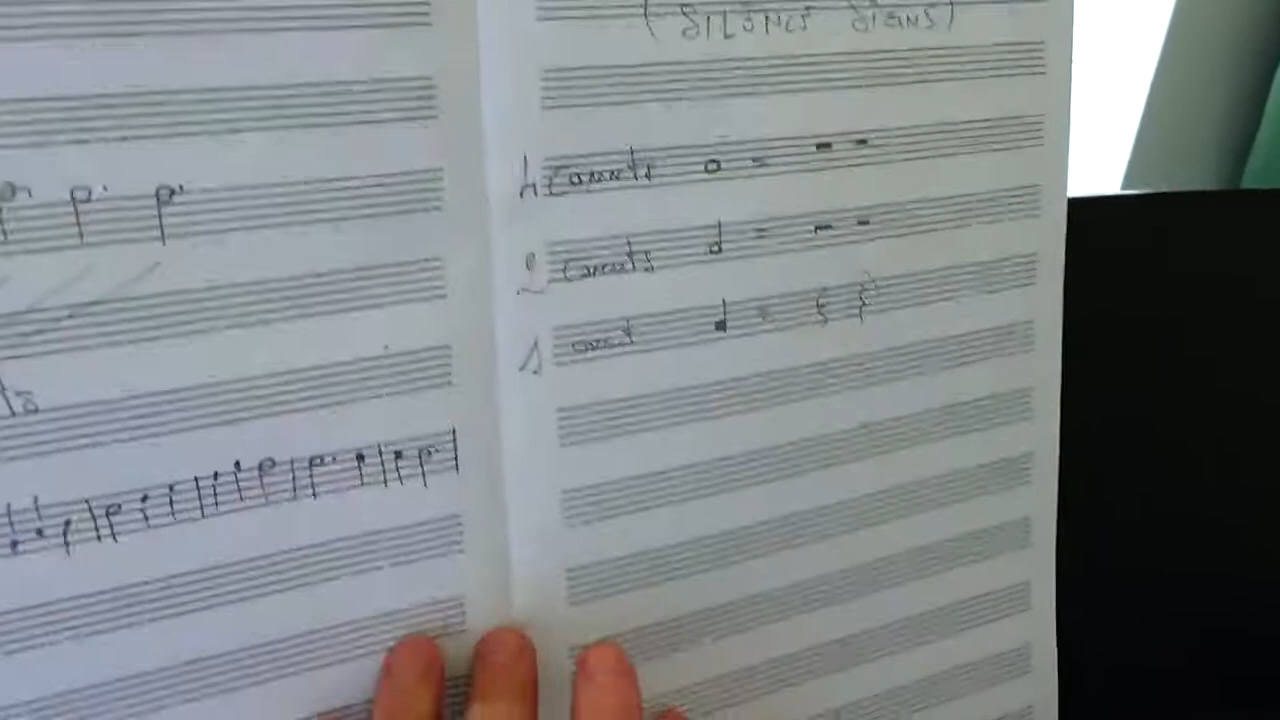 (SILENCE SIGNS)
4 counts =
2 counts =
1 count =